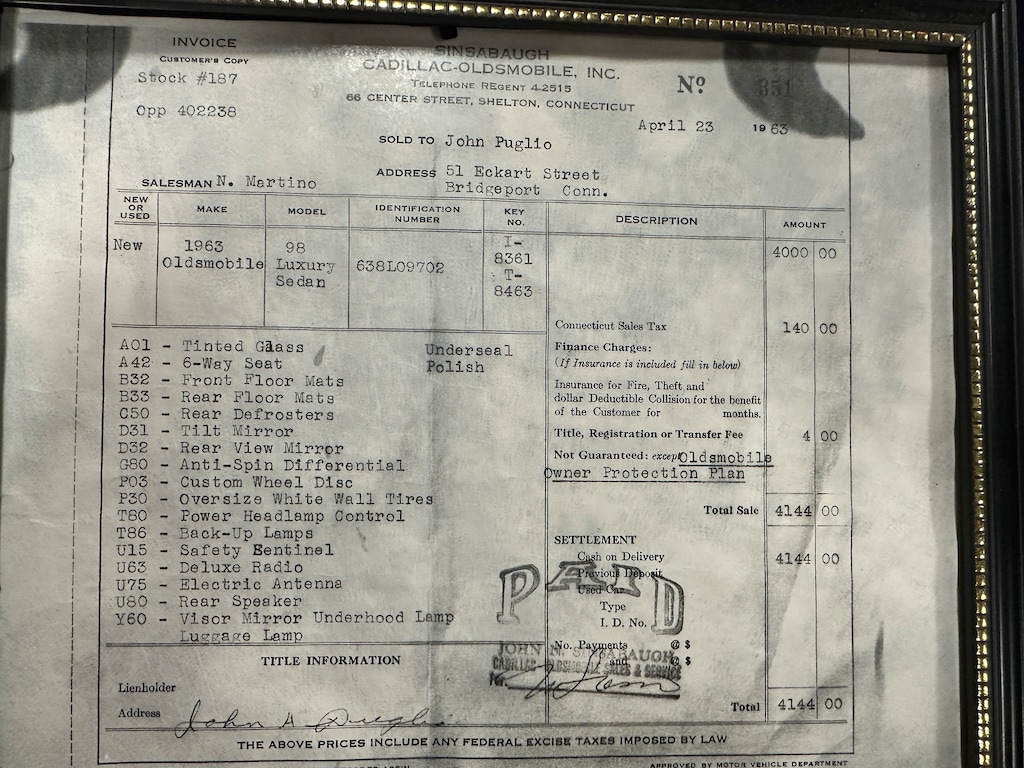 INVOICE
CUSTOMER'S COPY
Stock #187
Opp 402238
SINSABAUGH
CADILLAC-OLDSMOBILE, INC.
TELEPHONE REGENT 4-2515
66 CENTER STREET, SHELTON, CONNECTICUT
Nº 351
April 23 1963
SOLD TO John Puglio
ADDRESS 51 Eckart Street
Bridgeport Conn.
SALESMAN N. Martino
NEW OR USED MAKE MODEL IDENTIFICATION NUMBER KEY NO. DESCRIPTION AMOUNT
New 1963 Oldsmobile 98 Luxury Sedan 638L09702 I-8361 T-8463 4000 00
Connecticut Sales Tax 140 00
Finance Charges:
(If Insurance is included fill in below)
Insurance for Fire, Theft and
dollar Deductible Collision for the benefit
of the Customer for months.
Title, Registration or Transfer Fee 4 00
Not Guaranteed: except Oldsmobile
Owner Protection Plan
Total Sale 4144 00
A01 - Tinted Glass Underseal
A42 - 6-Way Seat Polish
B32 - Front Floor Mats
B33 - Rear Floor Mats
C50 - Rear Defrosters
D31 - Tilt Mirror
D32 - Rear View Mirror
G80 - Anti-Spin Differential
P03 - Custom Wheel Disc
P30 - Oversize White Wall Tires
T80 - Power Headlamp Control
T86 - Back-Up Lamps
U15 - Safety Sentinel
U63 - Deluxe Radio
U75 - Electric Antenna
U80 - Rear Speaker
Y60 - Visor Mirror Underhood Lamp
Luggage Lamp
SETTLEMENT
Cash on Delivery 4144 00
Previous Deposit
Used Car
Type
I. D. No.
PAID
No. Payments @ $
and @ $
JOHN N. SINSABAUGH
CADILLAC OLDSMOBILE SALES & SERVICE
Per
Total 4144 00
TITLE INFORMATION
Lienholder
Address John A Puglio
THE ABOVE PRICES INCLUDE ANY FEDERAL EXCISE TAXES IMPOSED BY LAW
APPROVED BY MOTOR VEHICLE DEPARTMENT